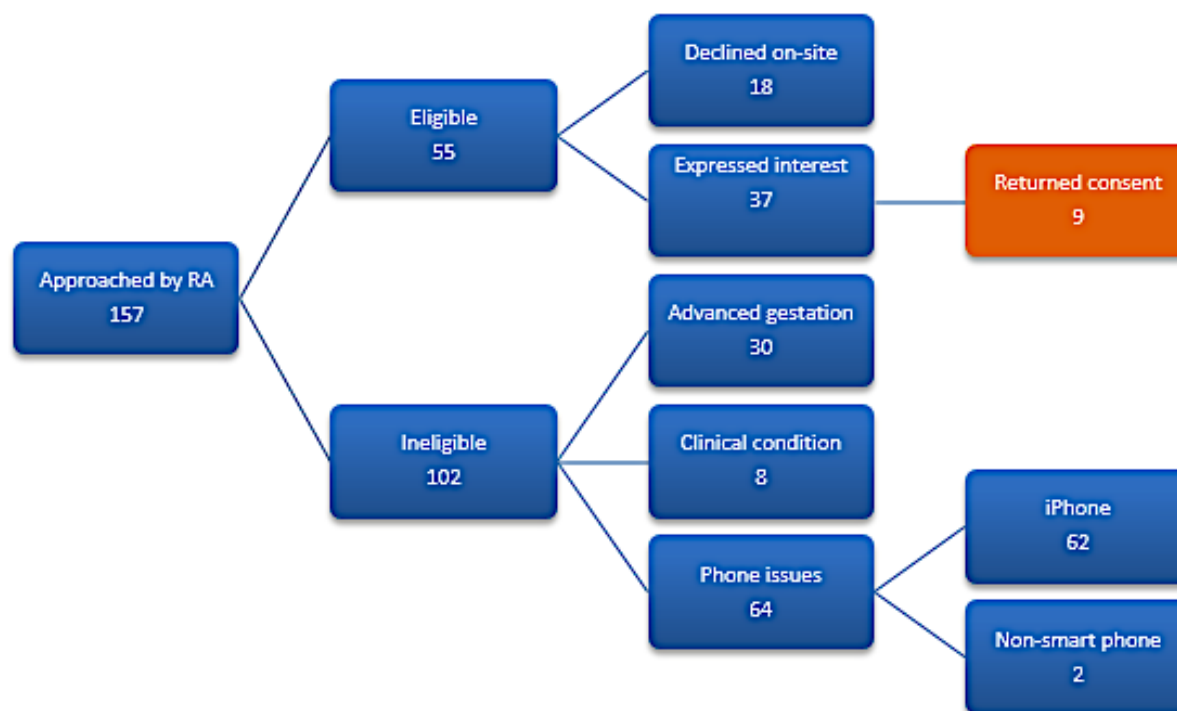 Approached by RA
157
Eligible
55
Declined on-site
18
Expressed interest
37
Returned consent
9
Ineligible
102
Advanced gestation
30
Clinical condition
8
Phone issues
64
iPhone
62
Non-smart phone
2